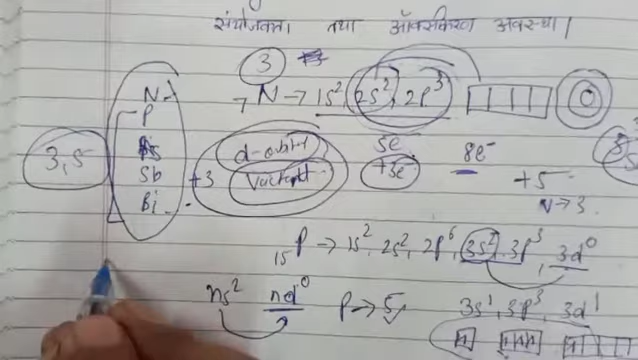 संयोजकता तथा ऑक्सीकरण अवस्था।
3
₇N → 1s², 2s², 2p³
N
P
Sb
Bi
3,5
d-orbital
Vacant
+3
5e
+3e⁻
8e⁻
+5
N → 3
₁₅P → 1s², 2s², 2p⁶, 3s², 3p³, 3d⁰
ns² nd⁰ P → 5 3s¹, 3p³, 3d¹